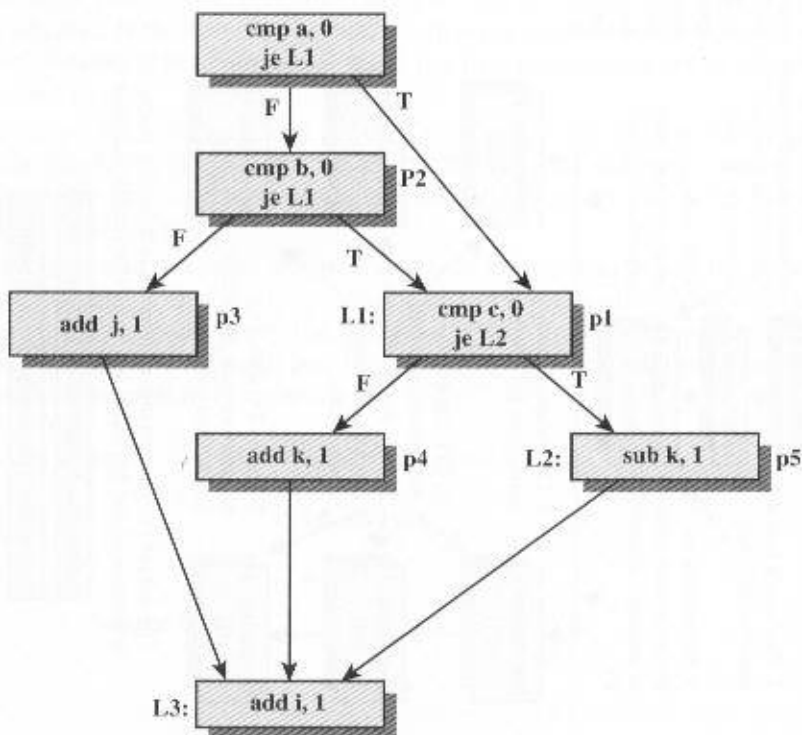 cmp a, 0
je L1
F
T
cmp b, 0
je L1
P2
F
T
add j, 1
p3
L1:
cmp c, 0
je L2
p1
F
T
add k, 1
p4
L2:
sub k, 1
p5
L3:
add i, 1